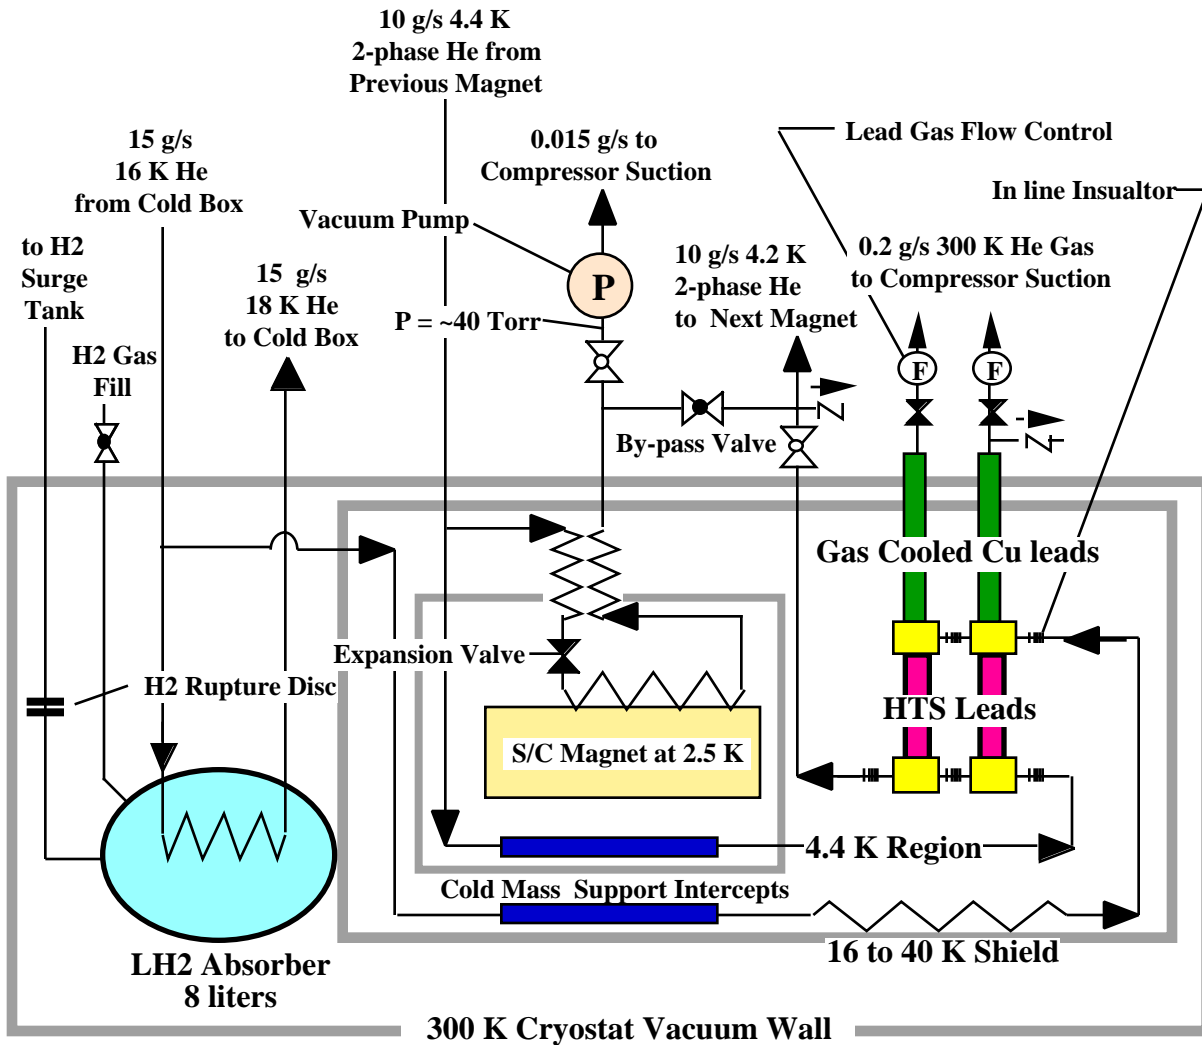 10 g/s 4.4 K
2-phase He from
Previous Magnet
15 g/s
16 K He
from Cold Box
0.015 g/s to
Compressor Suction
Lead Gas Flow Control
In line Insualtor
Vacuum Pump
to H2
Surge
Tank
15 g/s
18 K He
to Cold Box
P
10 g/s 4.2 K
2-phase He
to Next Magnet
0.2 g/s 300 K He Gas
to Compressor Suction
P = ~40 Torr
H2 Gas
Fill
F
F
By-pass Valve
Gas Cooled Cu leads
Expansion Valve
H2 Rupture Disc
HTS Leads
S/C Magnet at 2.5 K
4.4 K Region
Cold Mass Support Intercepts
16 to 40 K Shield
LH2 Absorber
8 liters
300 K Cryostat Vacuum Wall